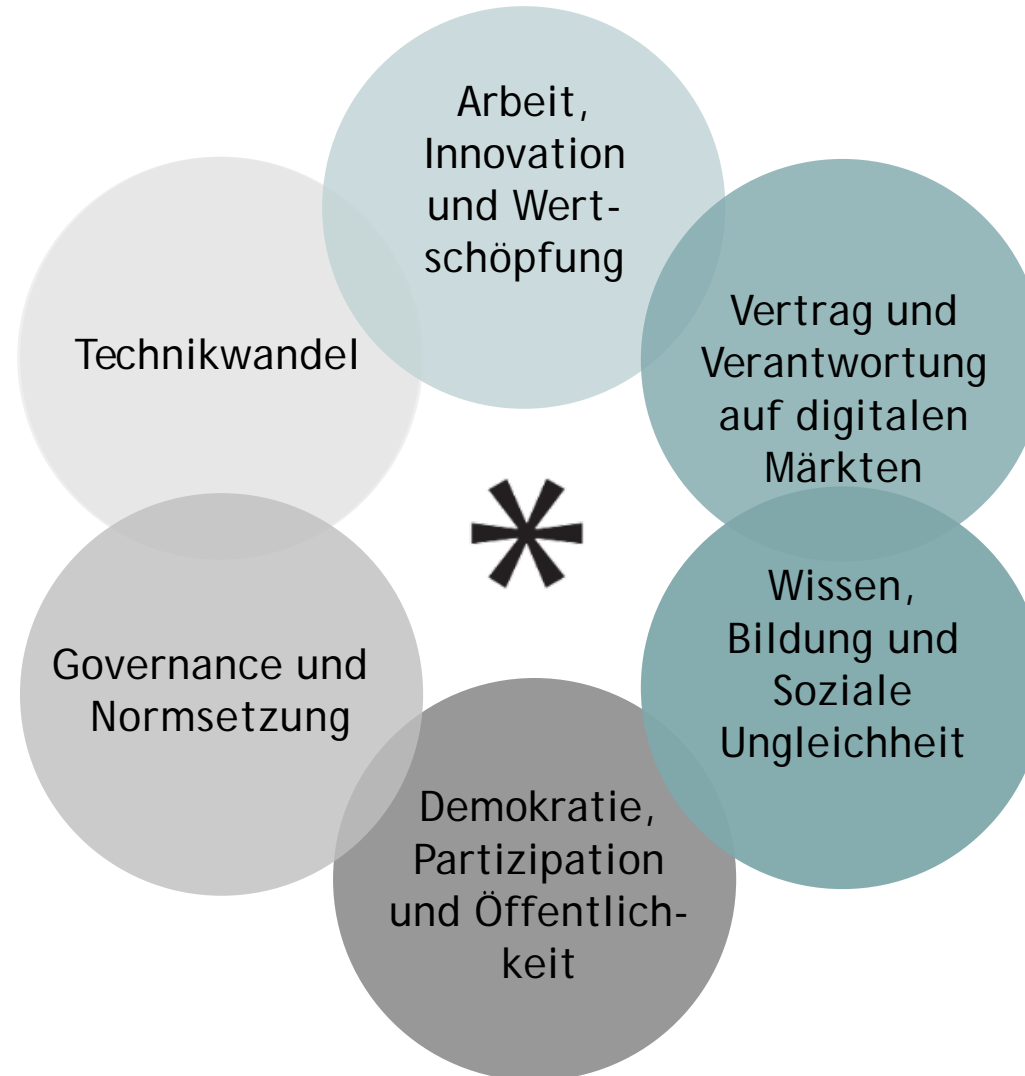 Arbeit,
Innovation
und Wert-
schöpfung
Vertrag und
Verantwortung
auf digitalen
Märkten
Wissen,
Bildung und
Soziale
Ungleichheit
Demokratie,
Partizipation
und Öffentlich-
keit
Governance und
Normsetzung
Technikwandel
*